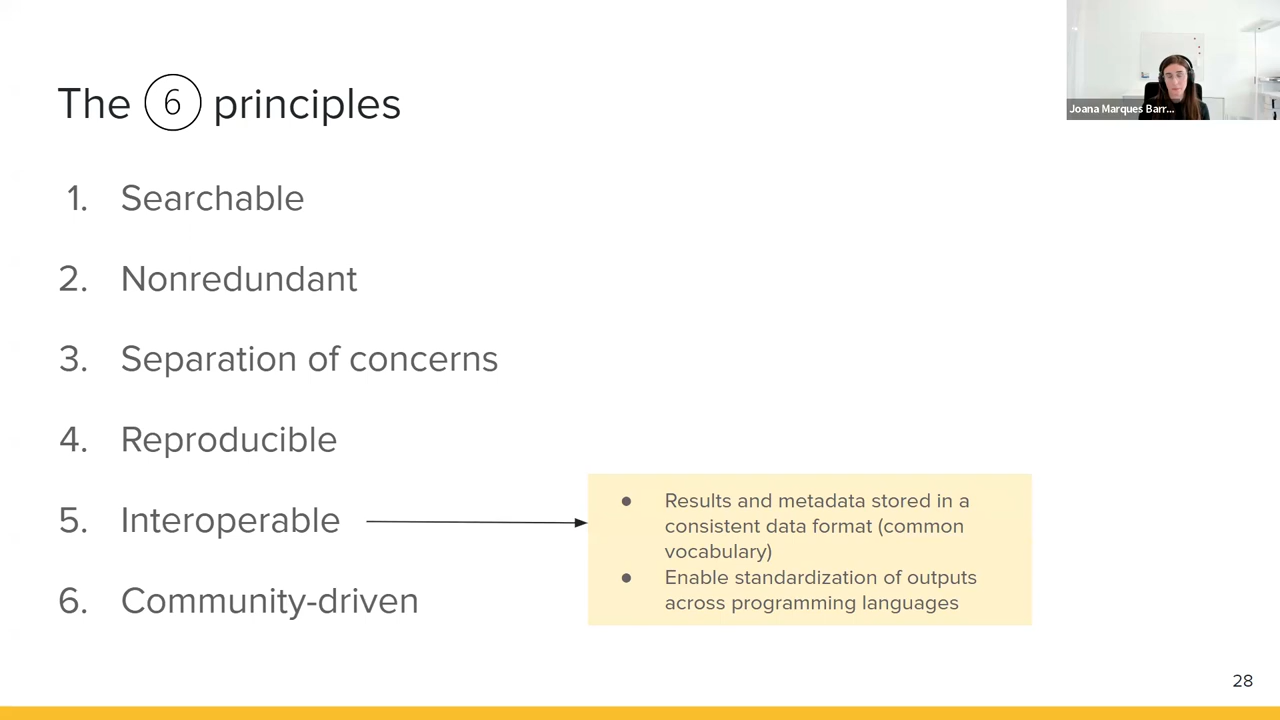 Joana Marques Barr...
The 6 principles
1. Searchable
2. Nonredundant
3. Separation of concerns
4. Reproducible
5. Interoperable
● Results and metadata stored in a
consistent data format (common
vocabulary)
● Enable standardization of outputs
across programming languages
6. Community-driven
28